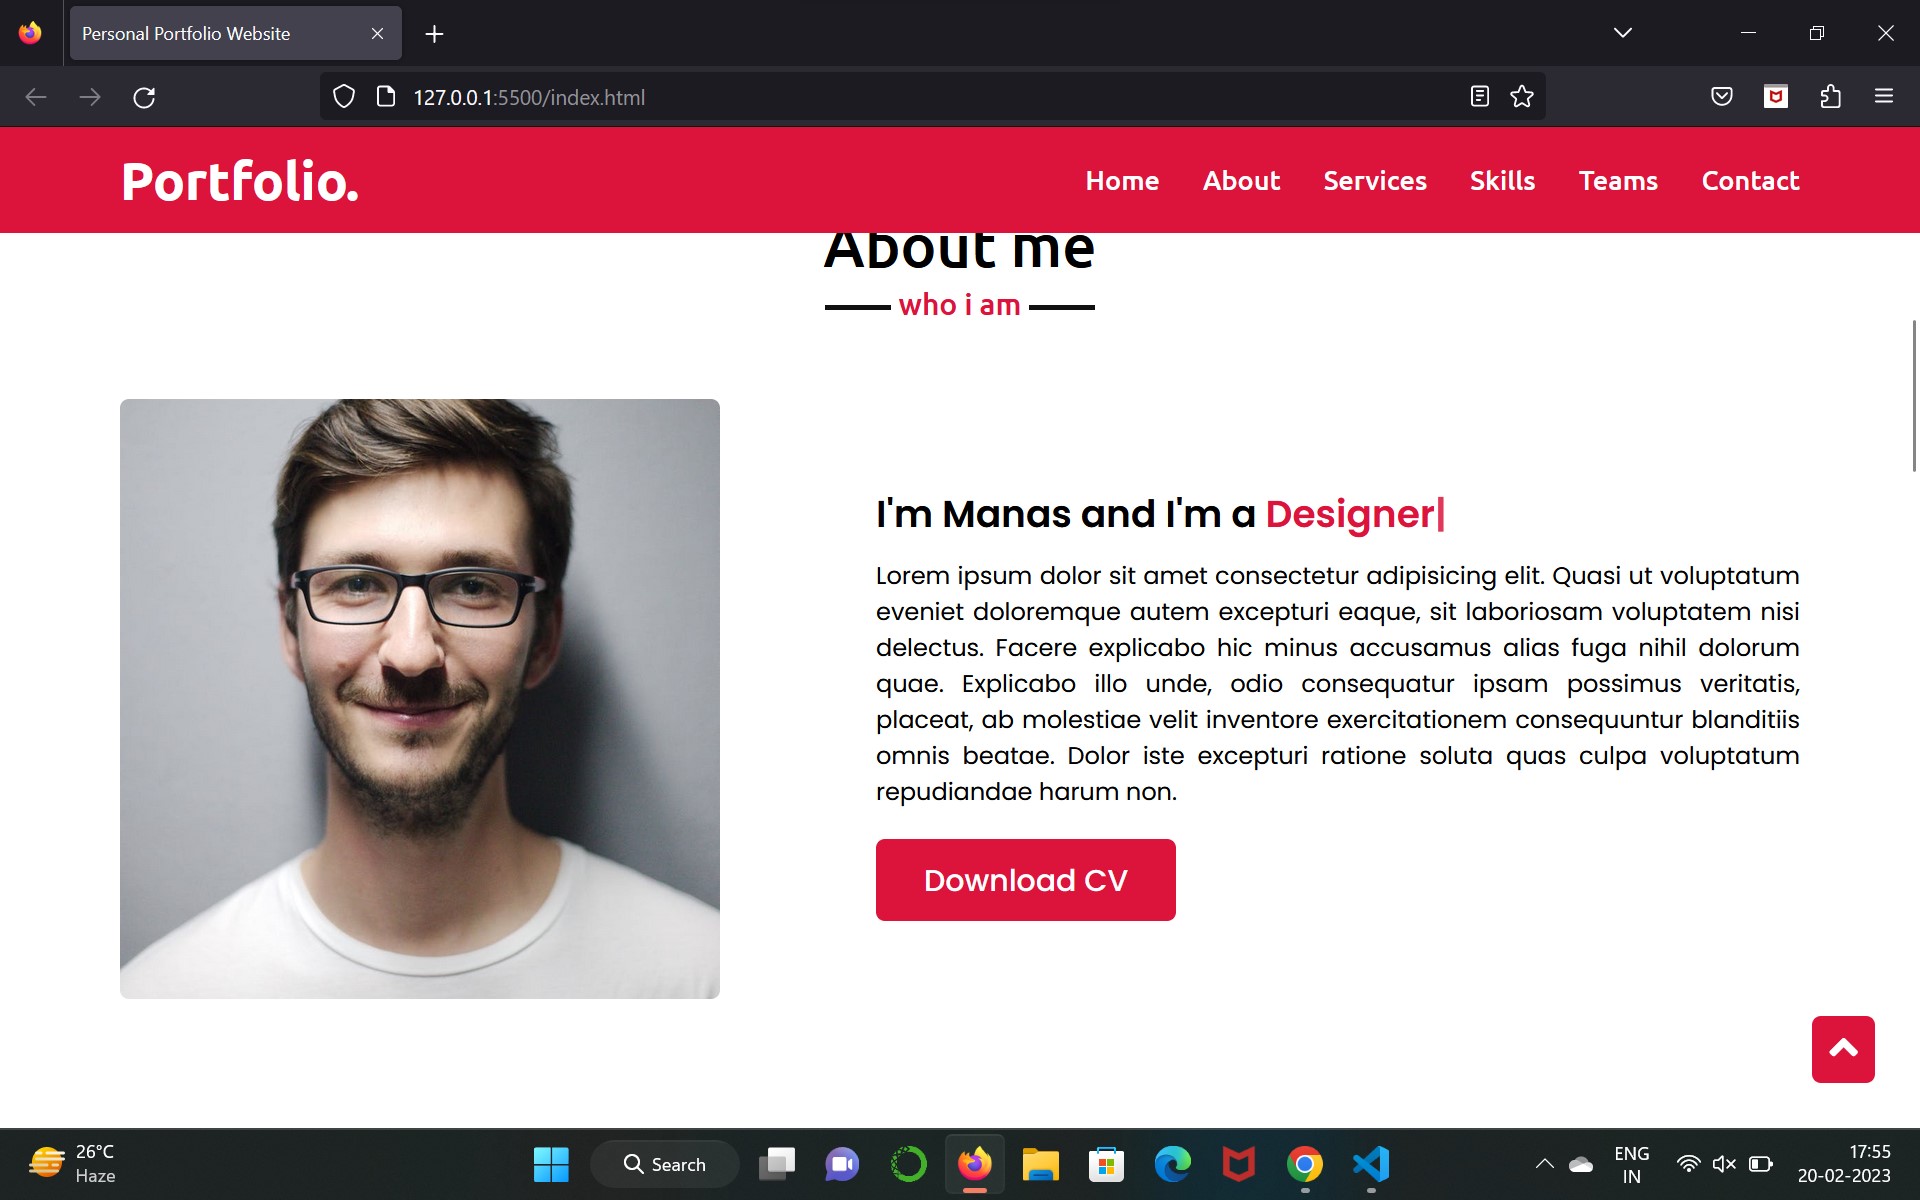 Personal Portfolio Website
127.0.0.1:5500/index.html
Portfolio.
Home About Services Skills Teams Contact
About me
who i am
I'm Manas and I'm a Designer|
Lorem ipsum dolor sit amet consectetur adipisicing elit. Quasi ut voluptatum
eveniet doloremque autem excepturi eaque, sit laboriosam voluptatem nisi
delectus. Facere explicabo hic minus accusamus alias fuga nihil dolorum
quae. Explicabo illo unde, odio consequatur ipsam possimus veritatis,
placeat, ab molestiae velit inventore exercitationem consequuntur blanditiis
omnis beatae. Dolor iste excepturi ratione soluta quas culpa voluptatum
repudiandae harum non.
Download CV
26°C
Haze
Search
ENG
IN
17:55
20-02-2023